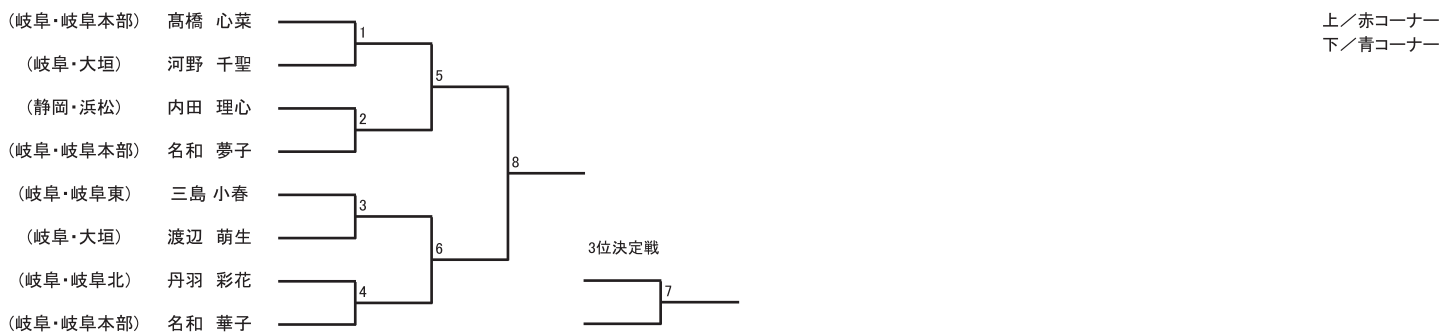 （岐阜・岐阜本部） 髙橋 心菜
上／赤コーナー
1
下／青コーナー
（岐阜・大垣） 河野 千聖
5
（静岡・浜松） 内田 理心
2
（岐阜・岐阜本部） 名和 夢子
8
（岐阜・岐阜東） 三島 小春
3
（岐阜・大垣） 渡辺 萌生
6
3位決定戦
（岐阜・岐阜北） 丹羽 彩花
4
7
（岐阜・岐阜本部） 名和 華子